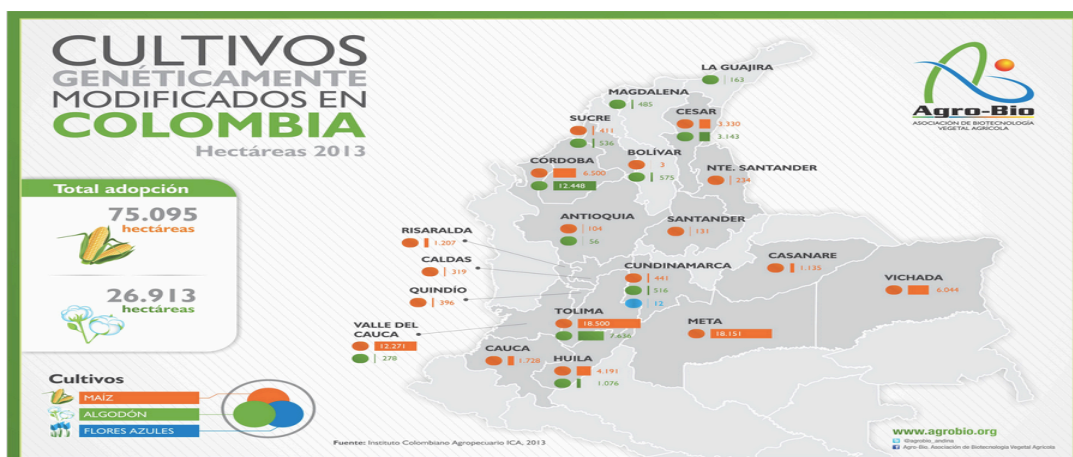 CULTIVOS
GENÉTICAMENTE
MODIFICADOS EN
COLOMBIA
Hectáreas 2013
Total adopción
75.095
hectáreas
26.913
hectáreas
Cultivos
MAÍZ
ALGODÓN
FLORES AZULES
LA GUAJIRA
163
MAGDALENA
485
CESAR
3.330
3.143
SUCRE
411
536
BOLÍVAR
3
575
NTE. SANTANDER
234
CÓRDOBA
6.500
12.448
ANTIOQUIA
104
56
SANTANDER
131
RISARALDA
1.207
CALDAS
319
QUINDÍO
396
CUNDINAMARCA
441
516
12
CASANARE
1.135
VICHADA
6.044
TOLIMA
18.500
7.636
META
18.151
VALLE DEL
CAUCA
12.271
278
CAUCA
1.728
HUILA
4.191
1.076
Fuente: Instituto Colombiano Agropecuario ICA, 2013
Agro-Bio
ASOCIACIÓN DE BIOTECNOLOGÍA
VEGETAL AGRÍCOLA
www.agrobio.org
@agrobio_andina
Agro-Bio. Asociación de Biotecnología Vegetal Agrícola